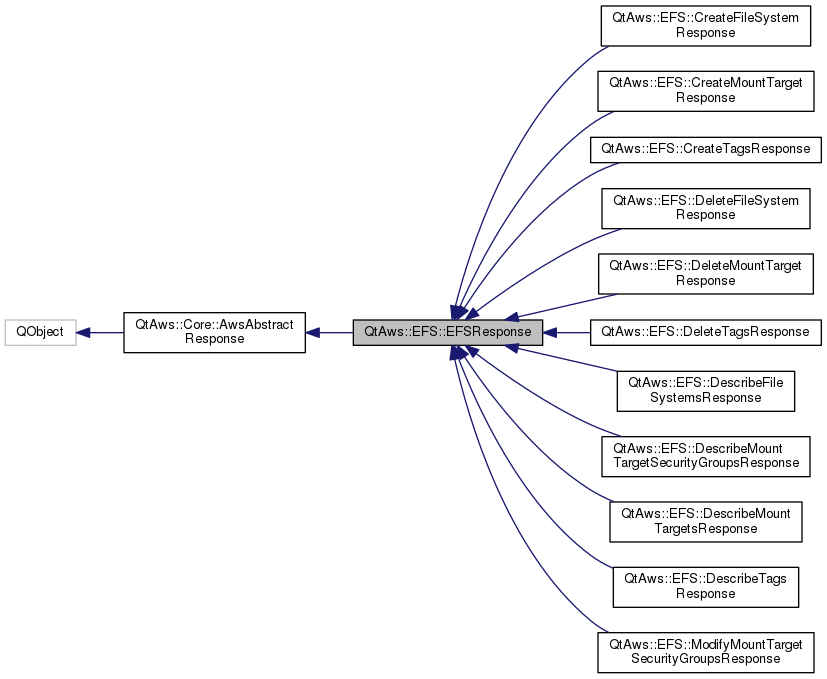 QObject
QtAws::Core::AwsAbstract
Response
QtAws::EFS::EFSResponse
QtAws::EFS::CreateFileSystem
Response
QtAws::EFS::CreateMountTarget
Response
QtAws::EFS::CreateTagsResponse
QtAws::EFS::DeleteFileSystem
Response
QtAws::EFS::DeleteMountTarget
Response
QtAws::EFS::DeleteTagsResponse
QtAws::EFS::DescribeFile
SystemsResponse
QtAws::EFS::DescribeMount
TargetSecurityGroupsResponse
QtAws::EFS::DescribeMount
TargetsResponse
QtAws::EFS::DescribeTags
Response
QtAws::EFS::ModifyMountTarget
SecurityGroupsResponse